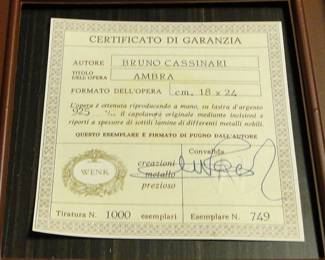 CERTIFICATO DI GARANZIA
AUTORE BRUNO CASSINARI
TITOLO DELL'OPERA AMBRA
FORMATO DELL'OPERA cm. 18 x 24
L'opera è ottenuta riproducendo a mano, su lastra d'argento
925 °/°° il capolavoro originale mediante incisioni e
riporti a spessore di sottili lamine di differenti metalli nobili.
QUESTO ESEMPLARE È FIRMATO DI PUGNO DALL'AUTORE
Convalida
WENK
creazioni
metallo
prezioso
Tiratura N. 1000 esemplari Esemplare N. 749